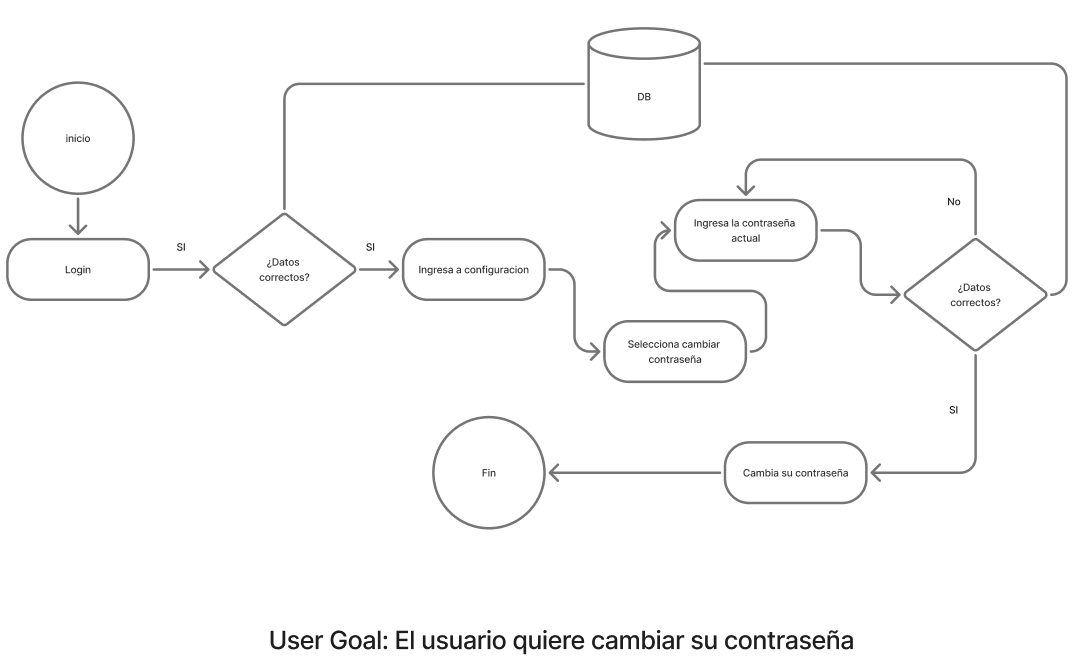 DB
inicio
No
Ingresa la contraseña
actual
SI
SI
Login
¿Datos
correctos?
Ingresa a configuracion
¿Datos
correctos?
Selecciona cambiar
contraseña
SI
Fin
Cambia su contraseña
User Goal: El usuario quiere cambiar su contraseña